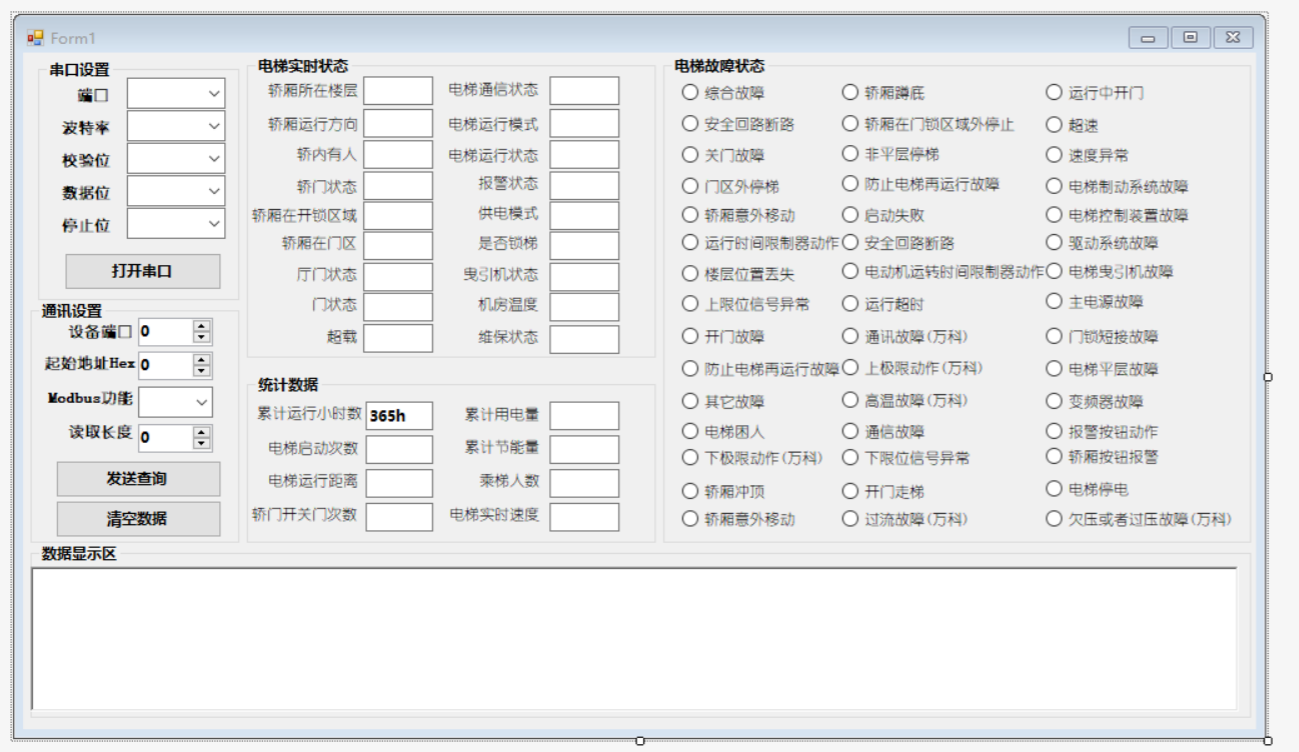 Form1
串口设置
端口
波特率
校验位
数据位
停止位
打开串口
通讯设置
设备端口 0
起始地址Hex 0
Modbus功能
读取长度 0
发送查询
清空数据
电梯实时状态
轿厢所在楼层 电梯通信状态
轿厢运行方向 电梯运行模式
轿内有人 电梯运行状态
轿门状态 报警状态
轿厢在开锁区域 供电模式
轿厢在门区 是否锁梯
厅门状态 曳引机状态
门状态 机房温度
超载 维保状态
统计数据
累计运行小时数 365h 累计用电量
电梯启动次数 累计节能量
电梯运行距离 乘梯人数
轿门开关门次数 电梯实时速度
电梯故障状态
综合故障 轿厢蹲底 运行中开门
安全回路断路 轿厢在门锁区域外停止 超速
关门故障 非平层停梯 速度异常
门区外停梯 防止电梯再运行故障 电梯制动系统故障
轿厢意外移动 启动失败 电梯控制装置故障
运行时间限制器动作 安全回路断路 驱动系统故障
楼层位置丢失 电动机运转时间限制器动作 电梯曳引机故障
上限位信号异常 运行超时 主电源故障
开门故障 通讯故障(万科) 门锁短接故障
防止电梯再运行故障 上极限动作(万科) 电梯平层故障
其它故障 高温故障(万科) 变频器故障
电梯困人 通信故障 报警按钮动作
下极限动作(万科) 下限位信号异常 轿厢按钮报警
轿厢冲顶 开门走梯 电梯停电
轿厢意外移动 过流故障(万科) 欠压或者过压故障(万科)
数据显示区